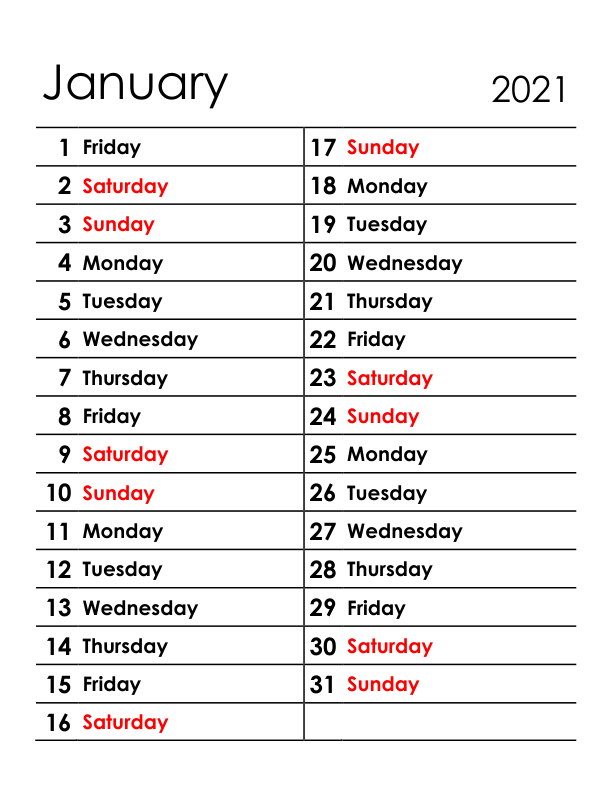 January 2021
1 Friday
2 Saturday
3 Sunday
4 Monday
5 Tuesday
6 Wednesday
7 Thursday
8 Friday
9 Saturday
10 Sunday
11 Monday
12 Tuesday
13 Wednesday
14 Thursday
15 Friday
16 Saturday
17 Sunday
18 Monday
19 Tuesday
20 Wednesday
21 Thursday
22 Friday
23 Saturday
24 Sunday
25 Monday
26 Tuesday
27 Wednesday
28 Thursday
29 Friday
30 Saturday
31 Sunday